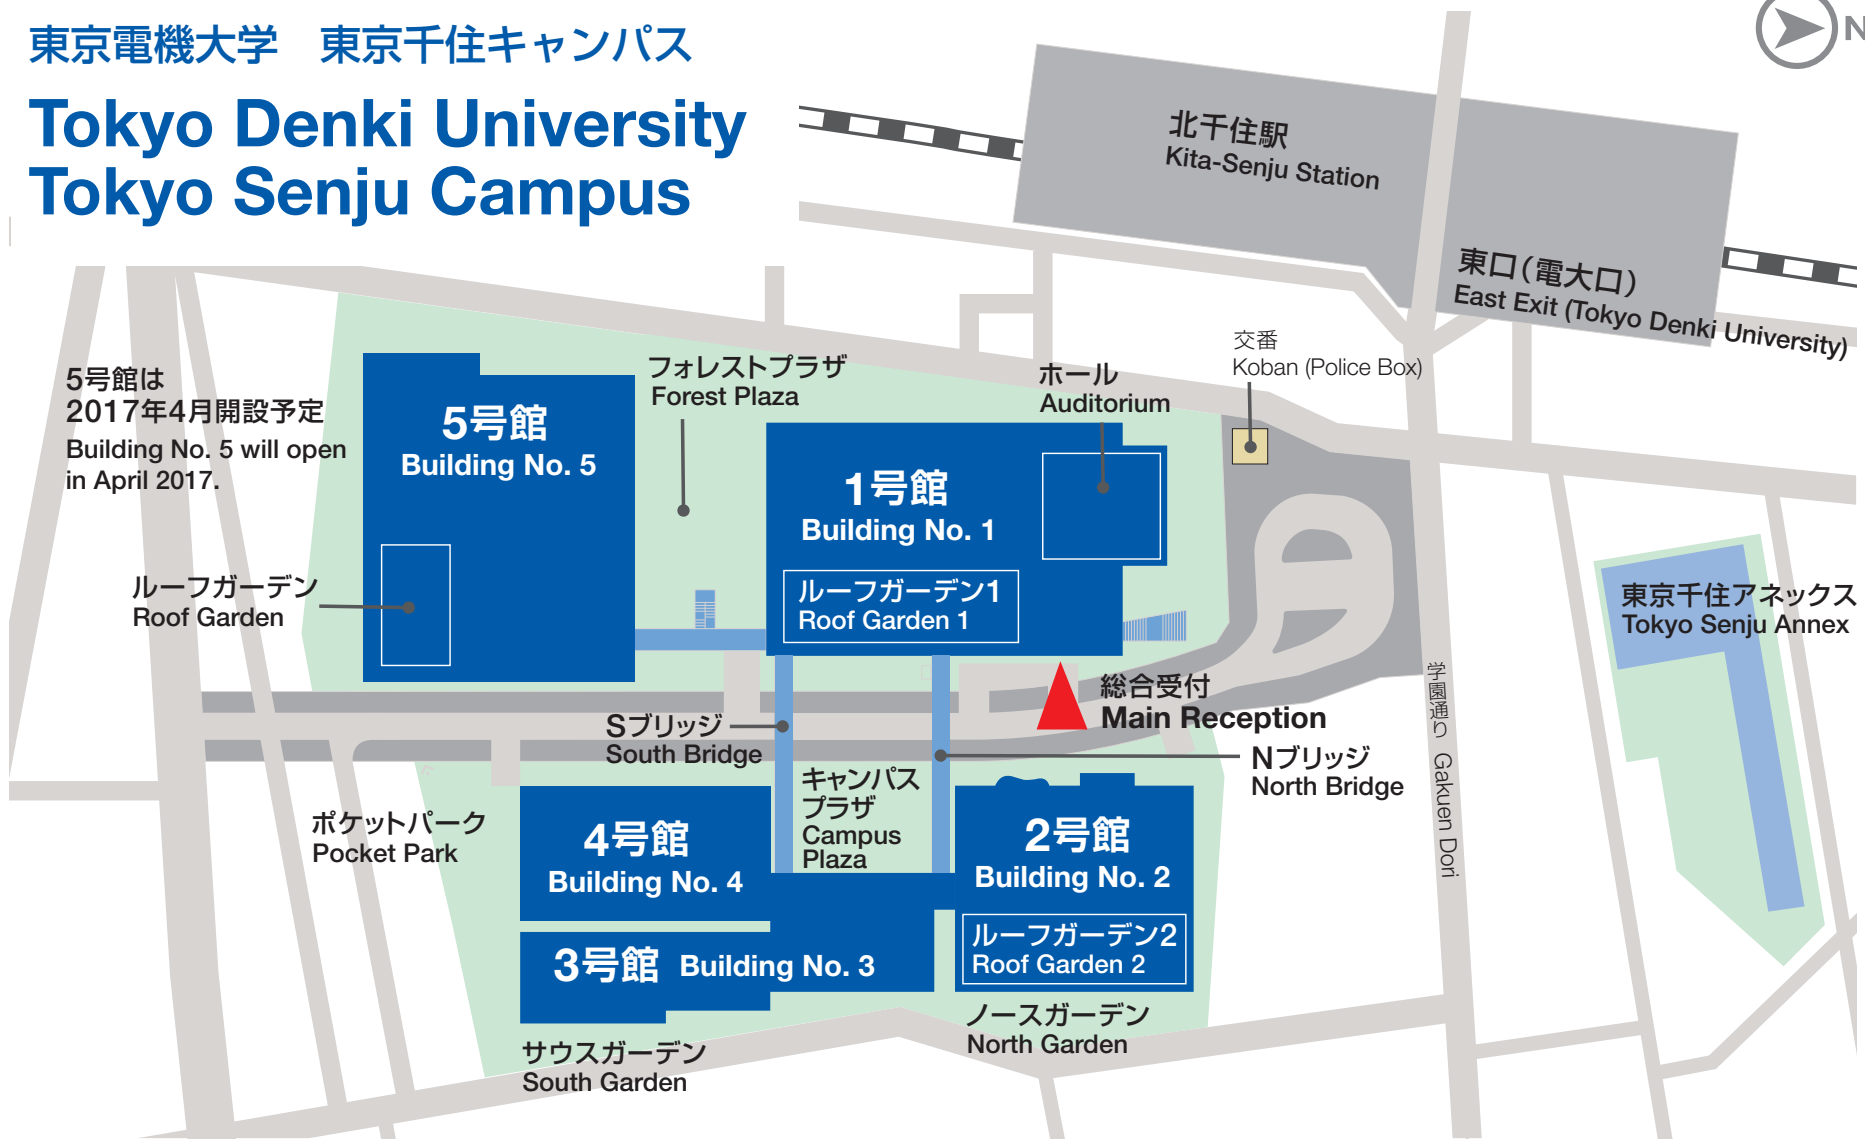 東京電機大学　東京千住キャンパス
Tokyo Denki University
Tokyo Senju Campus
N
北千住駅
Kita-Senju Station
東口（電大口）
East Exit (Tokyo Denki University)
交番
Koban (Police Box)
5号館は
2017年4月開設予定
Building No. 5 will open
in April 2017.
5号館
Building No. 5
フォレストプラザ
Forest Plaza
ホール
Auditorium
1号館
Building No. 1
ルーフガーデン
Roof Garden
ルーフガーデン1
Roof Garden 1
東京千住アネックス
Tokyo Senju Annex
総合受付
Main Reception
Sブリッジ
South Bridge
Nブリッジ
North Bridge
学園通り Gakuen Dori
キャンパス
プラザ
Campus
Plaza
ポケットパーク
Pocket Park
4号館
Building No. 4
2号館
Building No. 2
3号館 Building No. 3
ルーフガーデン2
Roof Garden 2
ノースガーデン
North Garden
サウスガーデン
South Garden